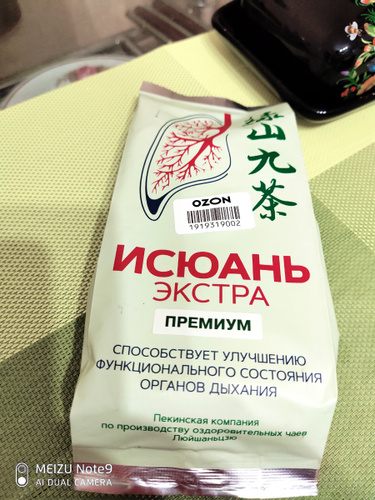 绿山九茶
OZON
1919319002
ИСЮАНЬ
ЭКСТРА
ПРЕМИУМ
СПОСОБСТВУЕТ УЛУЧШЕНИЮ
ФУНКЦИОНАЛЬНОГО СОСТОЯНИЯ
ОРГАНОВ ДЫХАНИЯ
Пекинская компания
по производству оздоровительных чаев
Люйшаньцзю
MEIZU Note9
AI DUAL CAMERA